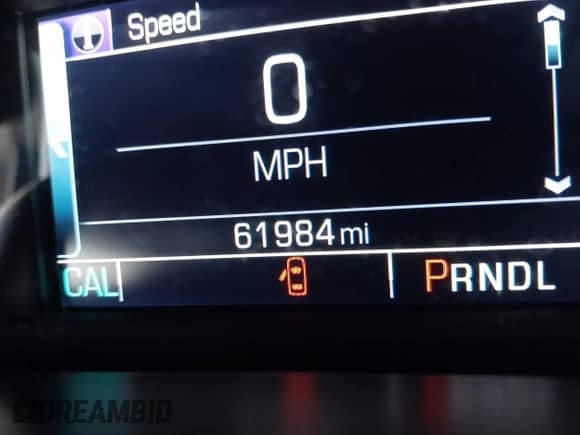 Speed
0
MPH
61984 mi
CAL PRNDL
DREAMBID